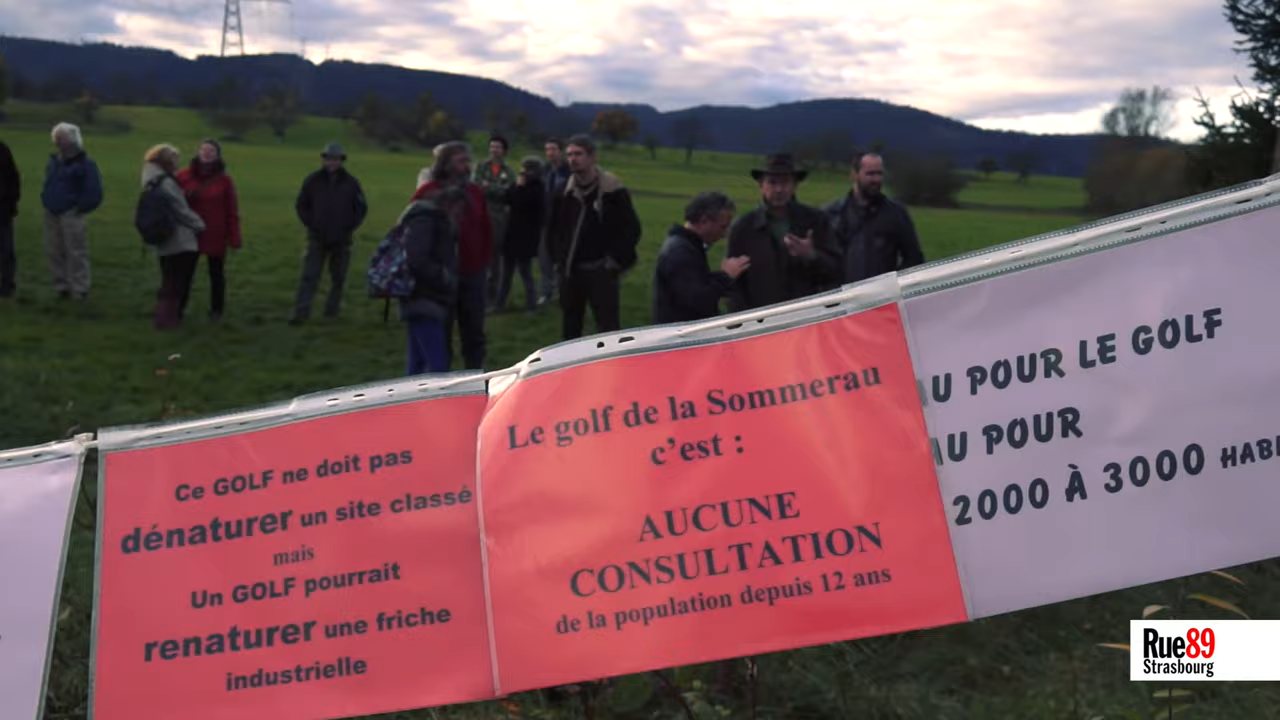 Ce GOLF ne doit pas
dénaturer un site classé
mais
Un GOLF pourrait
renaturer une friche
industrielle
Le golf de la Sommerau
c'est :
AUCUNE
CONSULTATION
de la population depuis 12 ans
U POUR LE GOLF
AU POUR
2000 À 3000 HABI
Rue89
Strasbourg